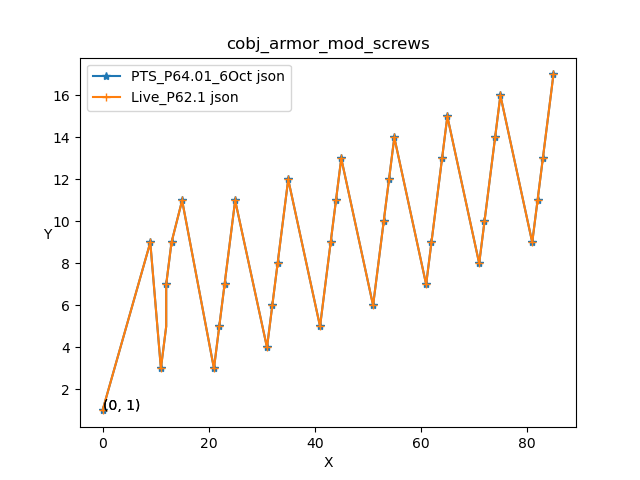 cobj_armor_mod_screws
PTS_P64.01_6Oct json
Live_P62.1 json
16
14
12
10
8
6
4
2
Y
(0, 1)
0 20 40 60 80
X